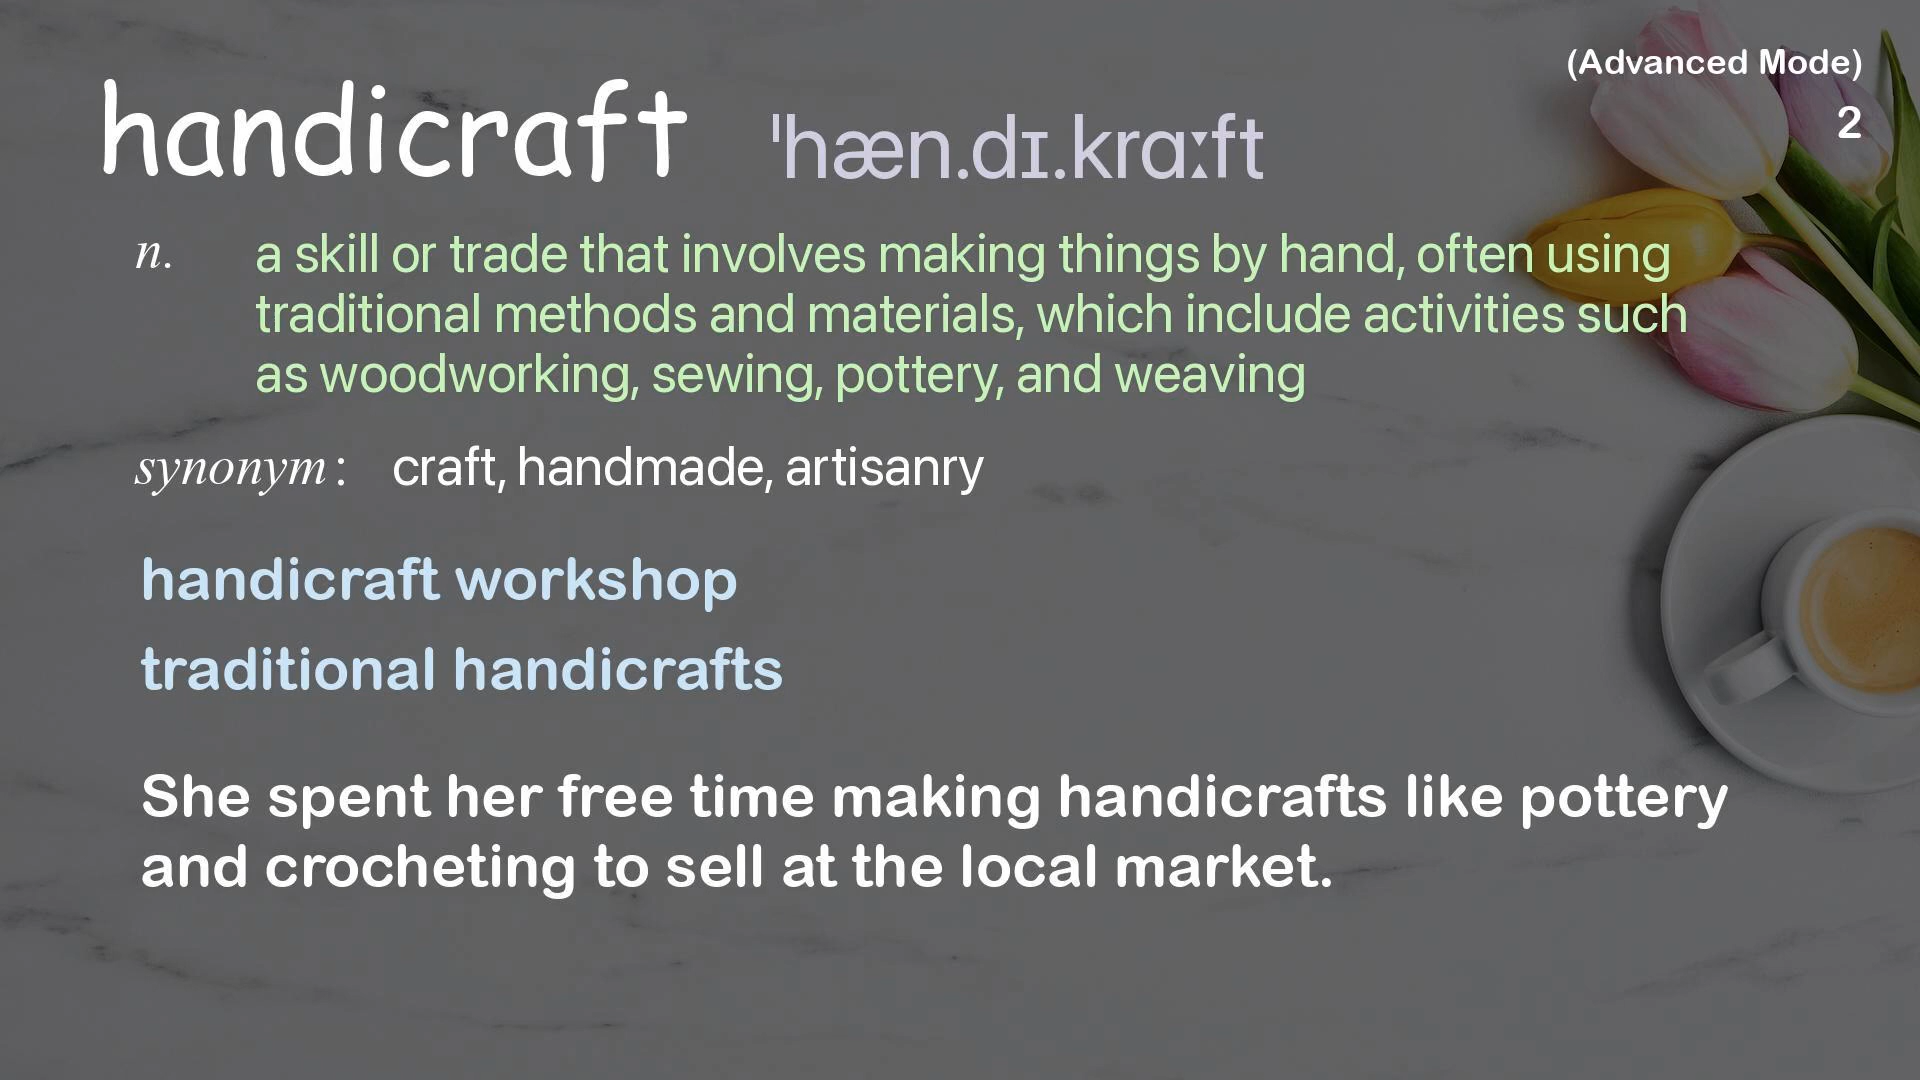 (Advanced Mode)
2
handicraft ˈhæn.dɪ.krɑːft
n. a skill or trade that involves making things by hand, often using
traditional methods and materials, which include activities such
as woodworking, sewing, pottery, and weaving
synonym: craft, handmade, artisanry
handicraft workshop
traditional handicrafts
She spent her free time making handicrafts like pottery
and crocheting to sell at the local market.